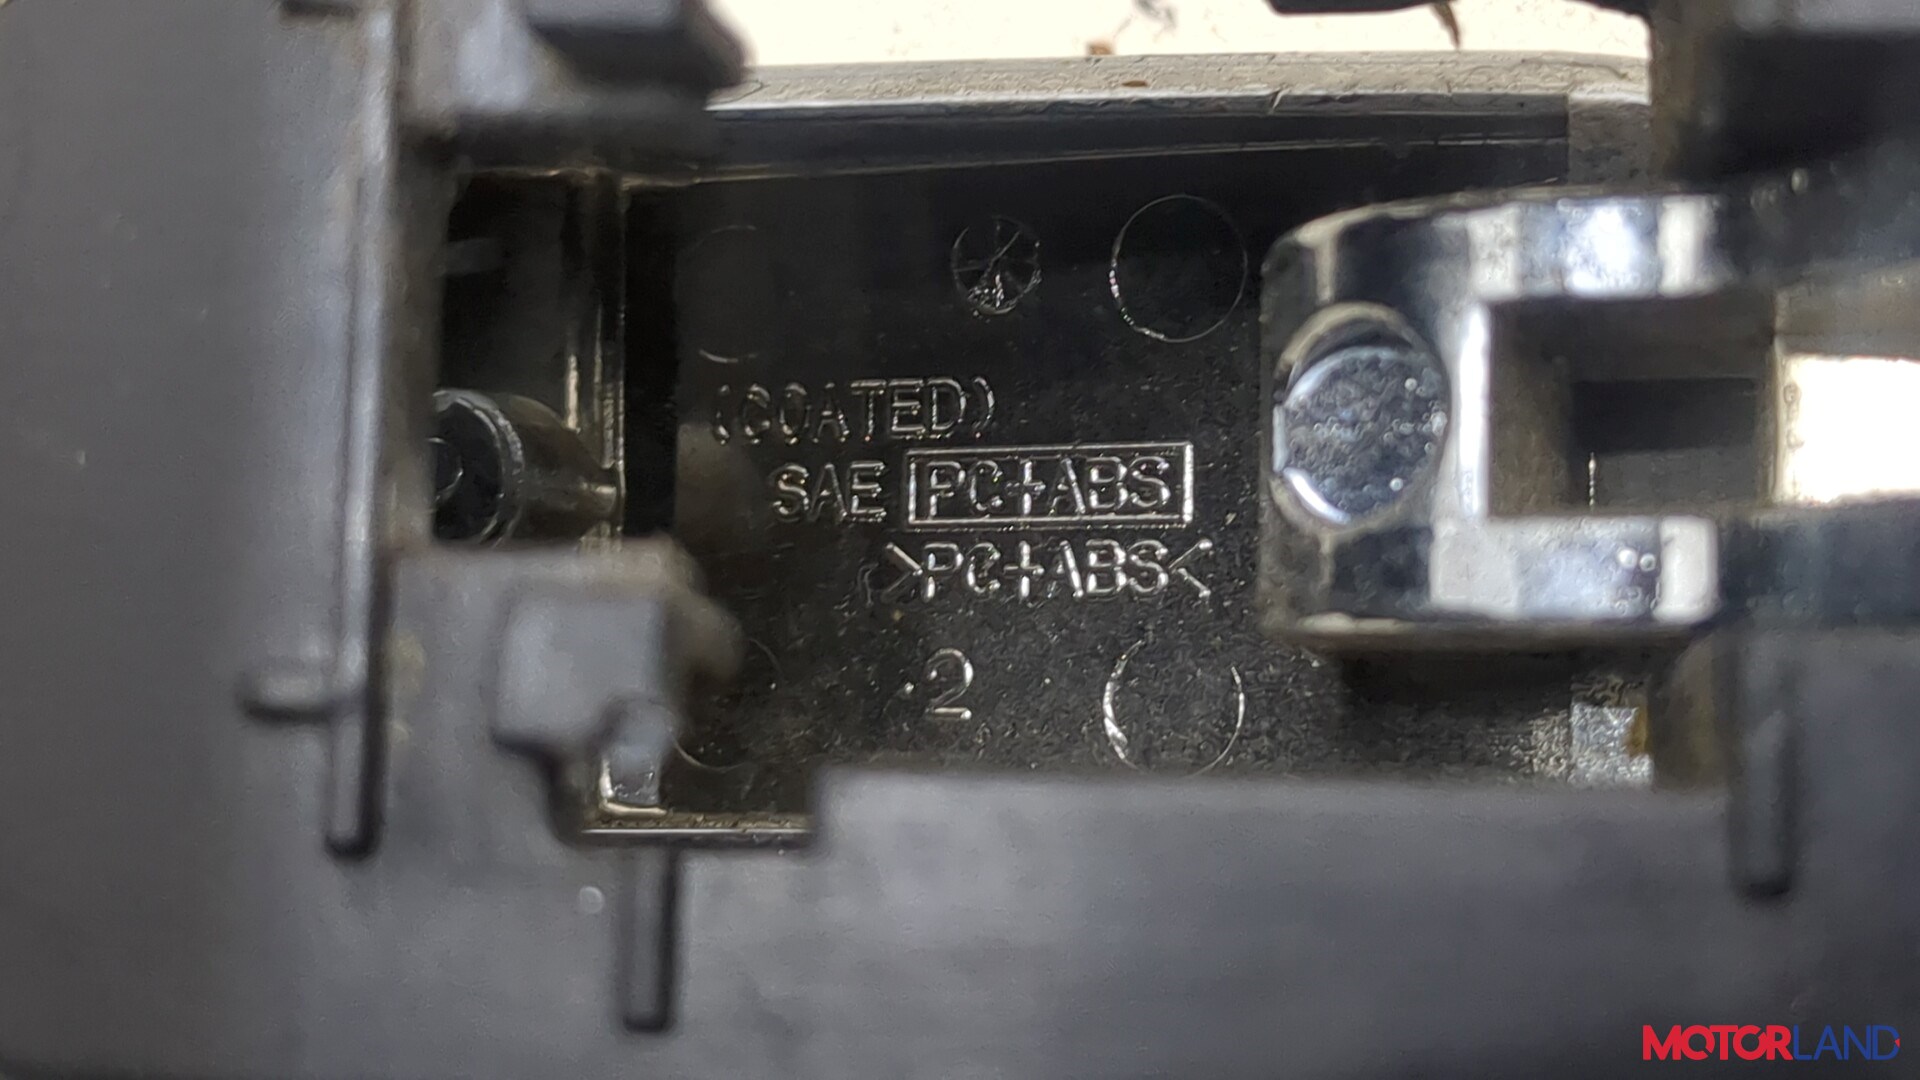 (COATED)
SAE PC+ABS
>PC+ABS<
2
MOTORLAND